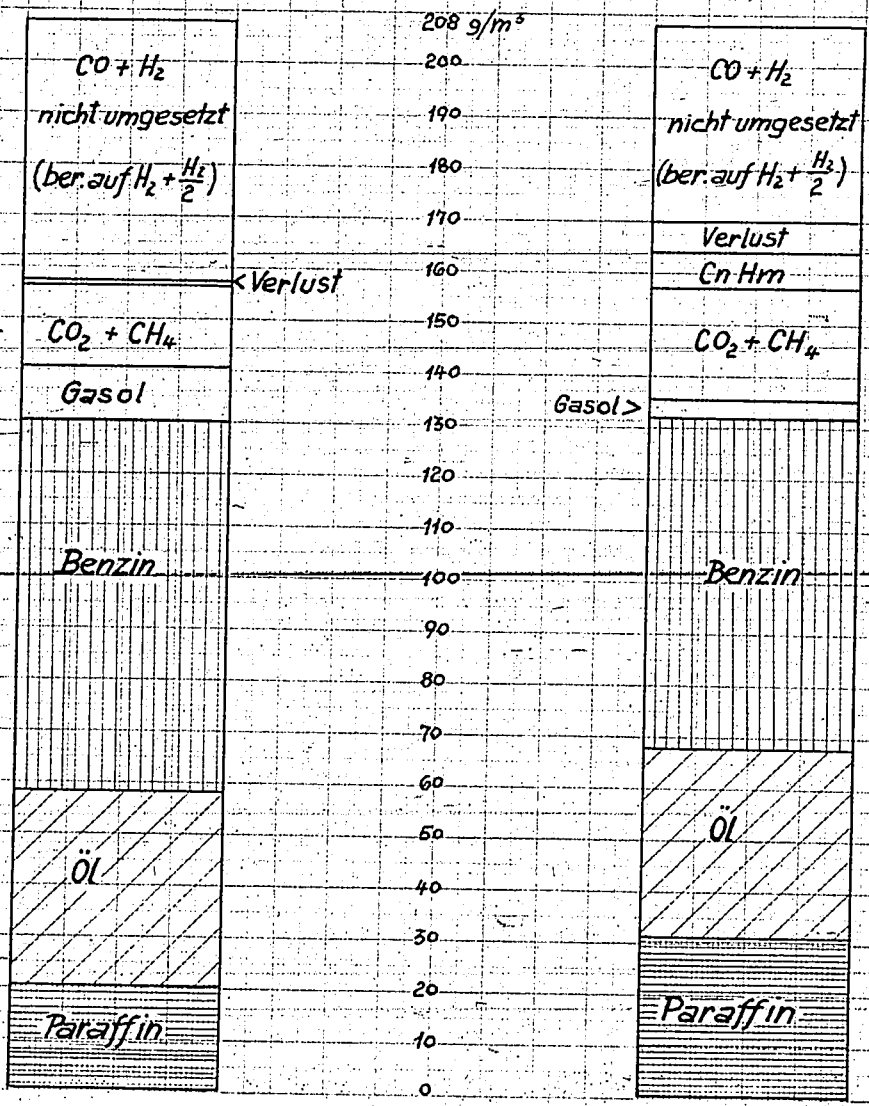 208 g/m³
CO + H₂
nicht umgesetzt
(ber. auf H₂ + H₂/2)
< Verlust
CO₂ + CH₄
Gasol
Benzin
Öl
Paraffin
200
190
180
170
160
150
140
130
120
110
100
90
80
70
60
50
40
30
20
10
0
CO + H₂
nicht umgesetzt
(ber. auf H₂ + H₂/2)
Verlust
Cn Hm
CO₂ + CH₄
Gasol >
Benzin
Öl
Paraffin